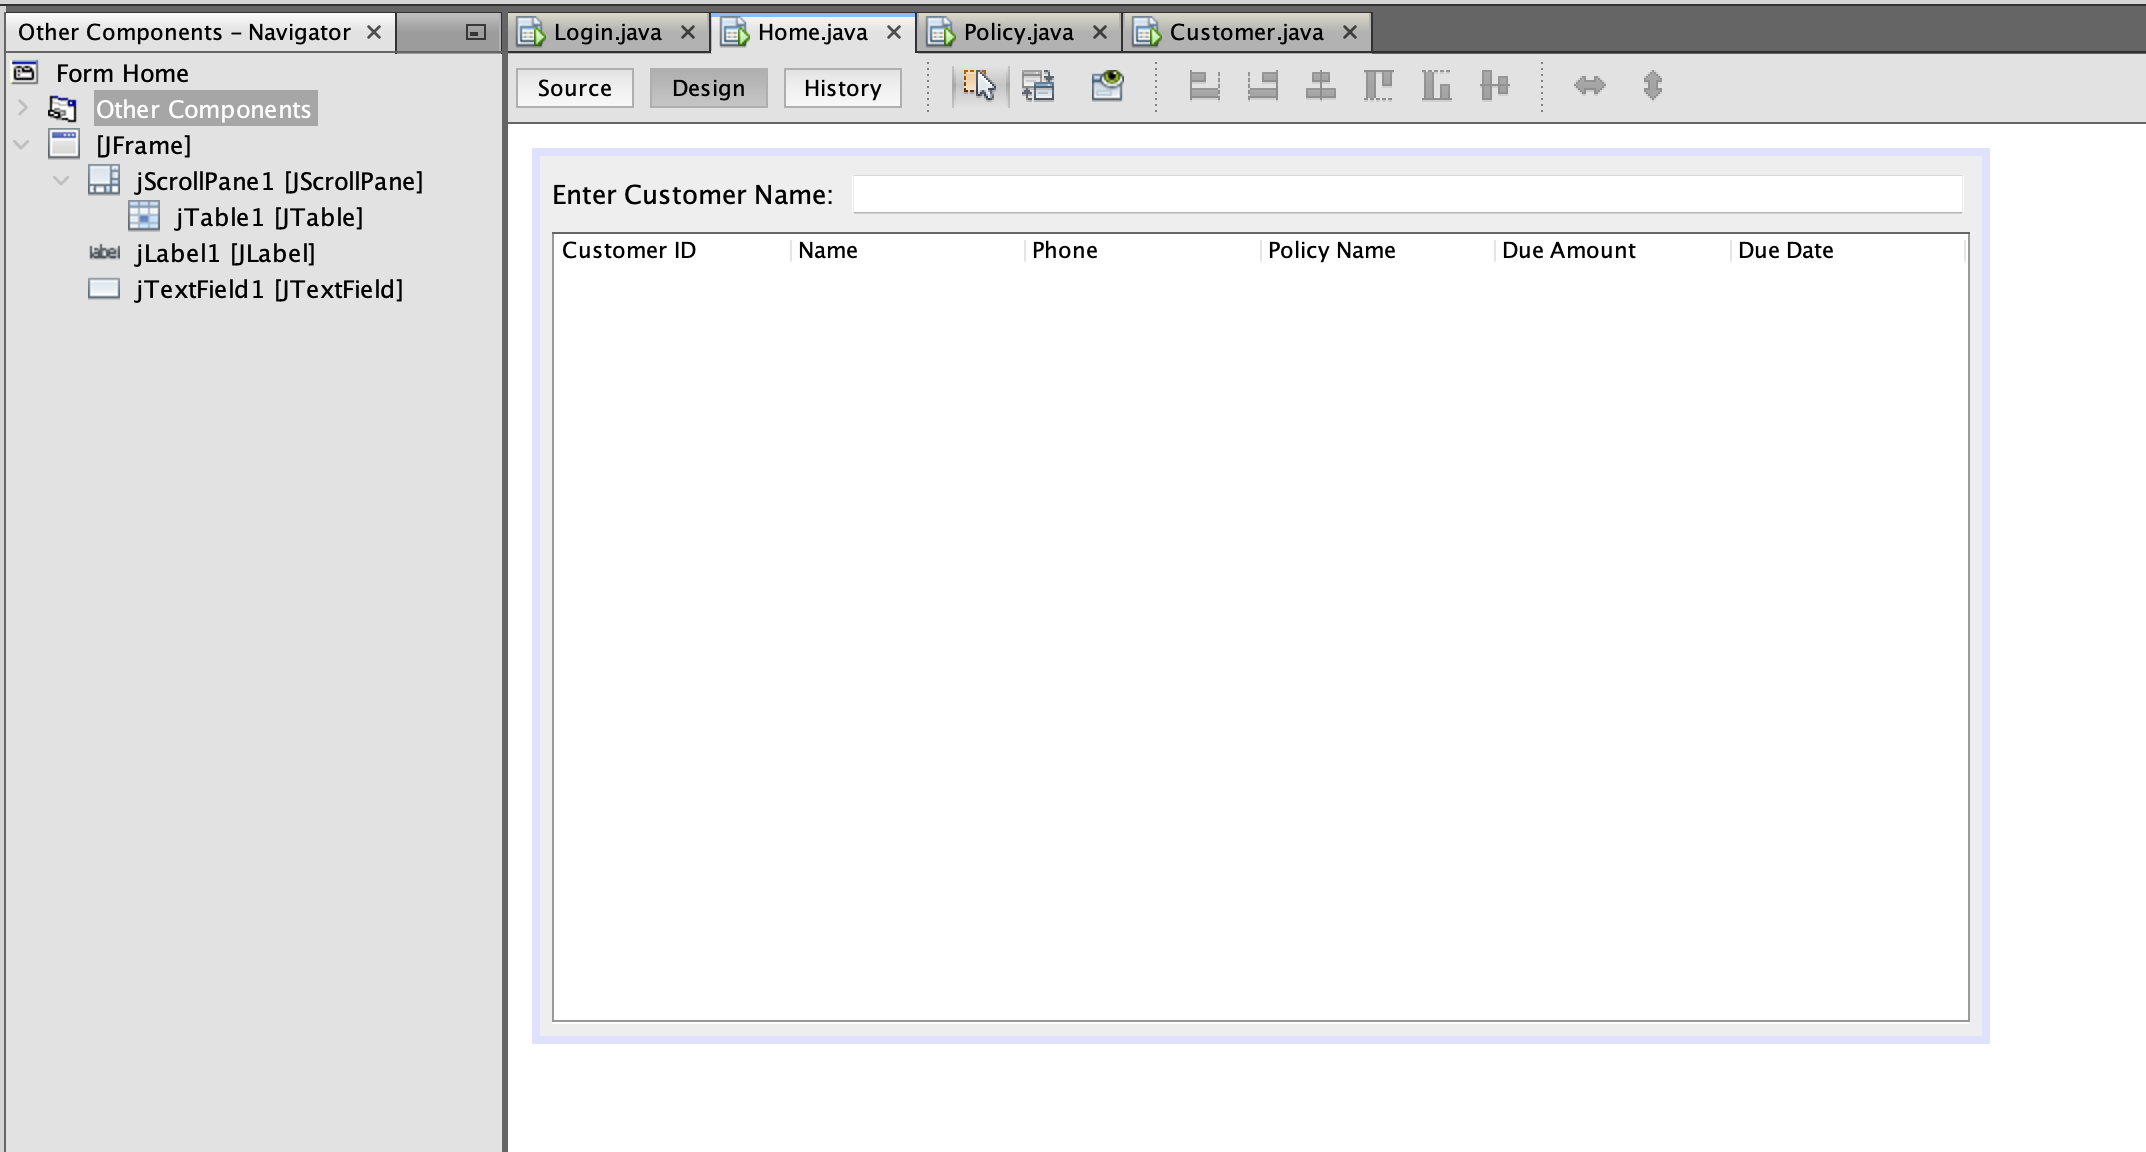 Other Components – Navigator
Login.java
Home.java
Policy.java
Customer.java
Form Home
Other Components
[JFrame]
jScrollPane1 [JScrollPane]
jTable1 [JTable]
label jLabel1 [JLabel]
jTextField1 [JTextField]
Source
Design
History
Enter Customer Name:
Customer ID
Name
Phone
Policy Name
Due Amount
Due Date